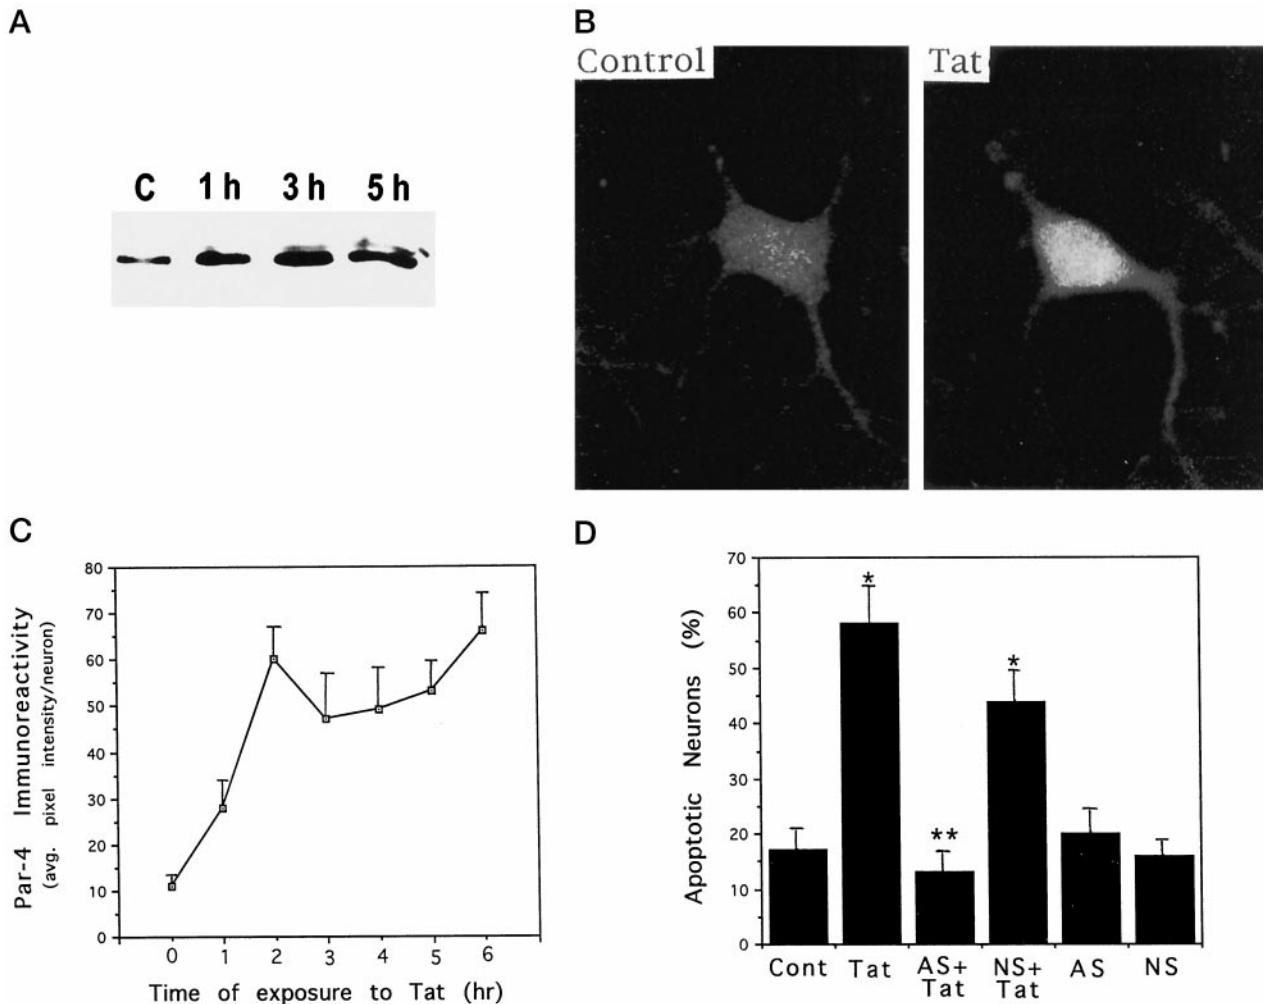 A
C 1 h 3 h 5 h
B
Control
Tat
C
Par-4 Immunoreactivity
(avg. pixel intensity/neuron)
80
70
60
50
40
30
20
10
0
0 1 2 3 4 5 6
Time of exposure to Tat (hr)
D
Apoptotic Neurons (%)
70
60
50
40
30
20
10
0
*
**
*
Cont Tat AS+ NS+ AS NS
Tat Tat